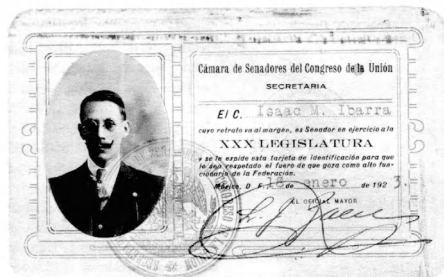 Cámara de Senadores del Congreso de la Unión
SECRETARIA
El C. Isaac M. Ibarra
cuyo retrato va al margen, es Senador en ejercicio a la
XXX LEGISLATURA
y se le expide esta tarjeta de identificación para que
le sea respetado el fuero de que goza como alto fun-
cionario de la Federación.
México, D. F., de enero de 1923.
EL OFICIAL MAYOR